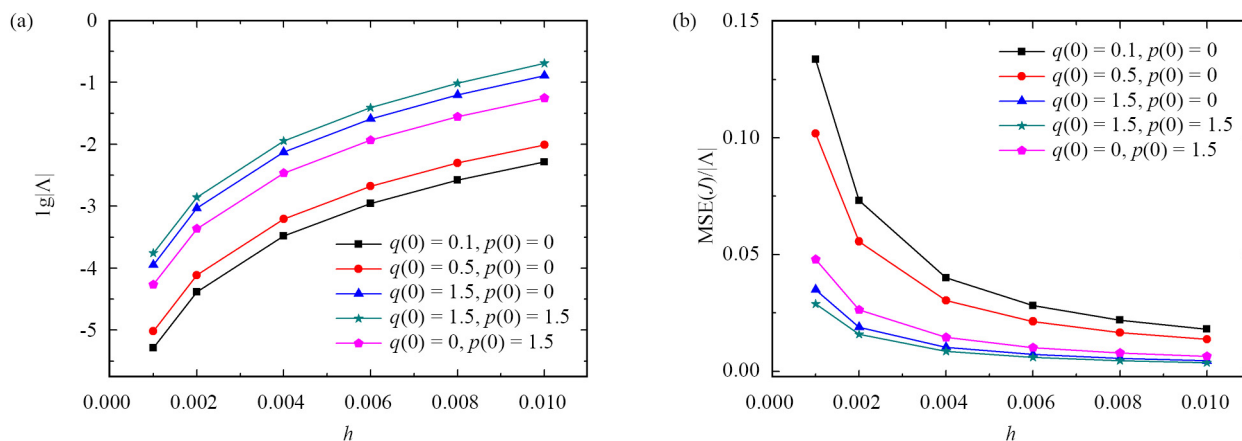 (a)
0
-1
-2
-3
-4
-5
lg|Λ|
q(0) = 0.1, p(0) = 0
q(0) = 0.5, p(0) = 0
q(0) = 1.5, p(0) = 0
q(0) = 1.5, p(0) = 1.5
q(0) = 0, p(0) = 1.5
0.000 0.002 0.004 0.006 0.008 0.010
h
(b)
0.15
0.10
0.05
0.00
MSE(J)/|Λ|
q(0) = 0.1, p(0) = 0
q(0) = 0.5, p(0) = 0
q(0) = 1.5, p(0) = 0
q(0) = 1.5, p(0) = 1.5
q(0) = 0, p(0) = 1.5
0.000 0.002 0.004 0.006 0.008 0.010
h